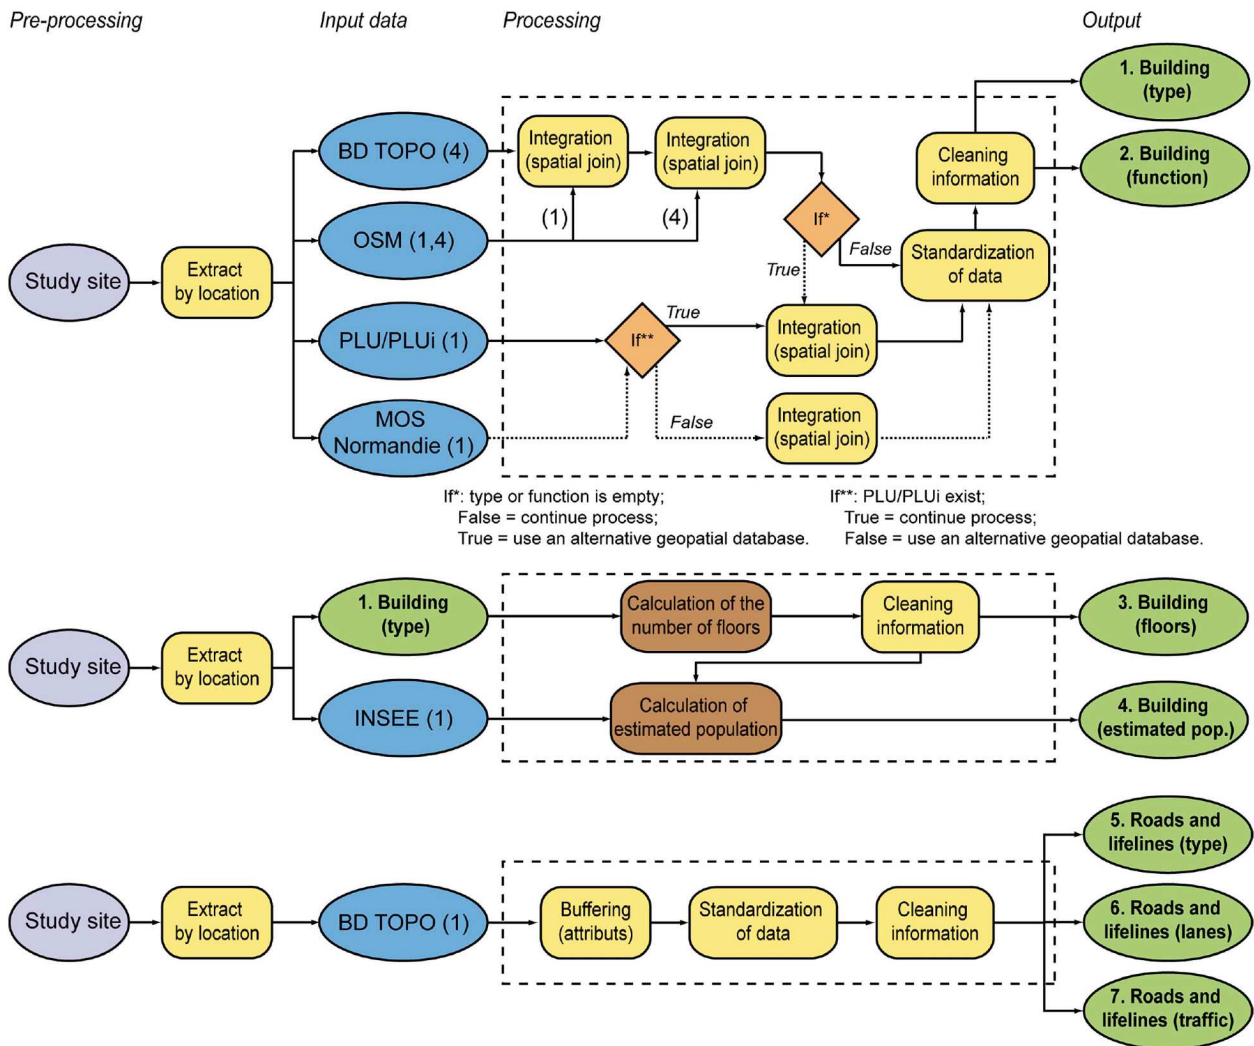 Pre-processing
Input data
Processing
Output
1. Building
(type)
BD TOPO (4)
Integration
(spatial join)
Integration
(spatial join)
Cleaning
information
2. Building
(function)
(1)
(4)
If*
OSM (1,4)
False
Standardization
of data
True
Study site
Extract
by location
PLU/PLUi (1)
If**
True
Integration
(spatial join)
MOS
Normandie (1)
False
Integration
(spatial join)
If*: type or function is empty;
False = continue process;
True = use an alternative geopatial database.
If**: PLU/PLUi exist;
True = continue process;
False = use an alternative geopatial database.
Study site
Extract
by location
1. Building
(type)
Calculation of the
number of floors
Cleaning
information
3. Building
(floors)
INSEE (1)
Calculation of
estimated population
4. Building
(estimated pop.)
Study site
Extract
by location
BD TOPO (1)
Buffering
(attributs)
Standardization
of data
Cleaning
information
5. Roads and
lifelines (type)
6. Roads and
lifelines (lanes)
7. Roads and
lifelines (traffic)